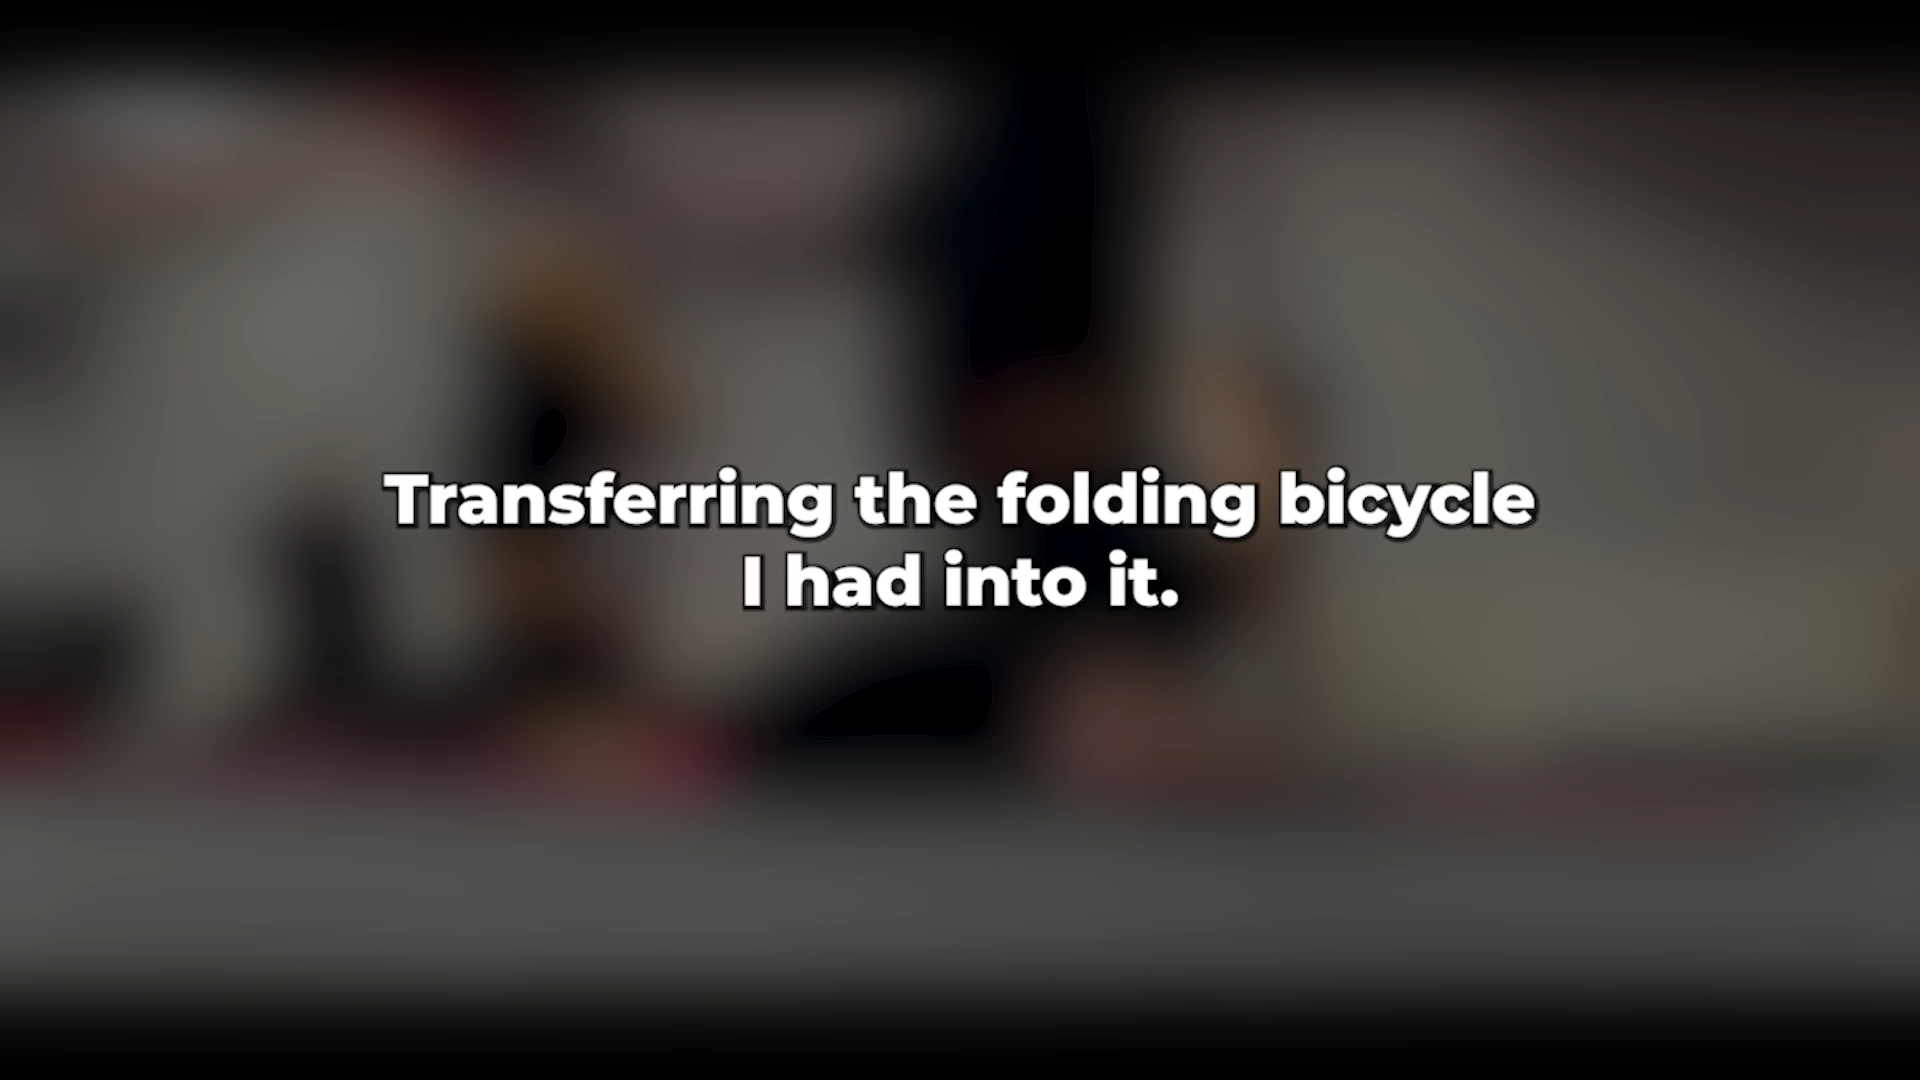 Transferring the folding bicycle
I had into it.